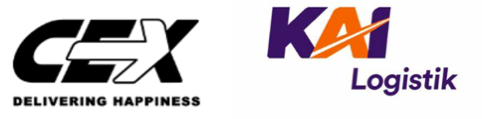 CEX
DELIVERING HAPPINESS
KAI
Logistik